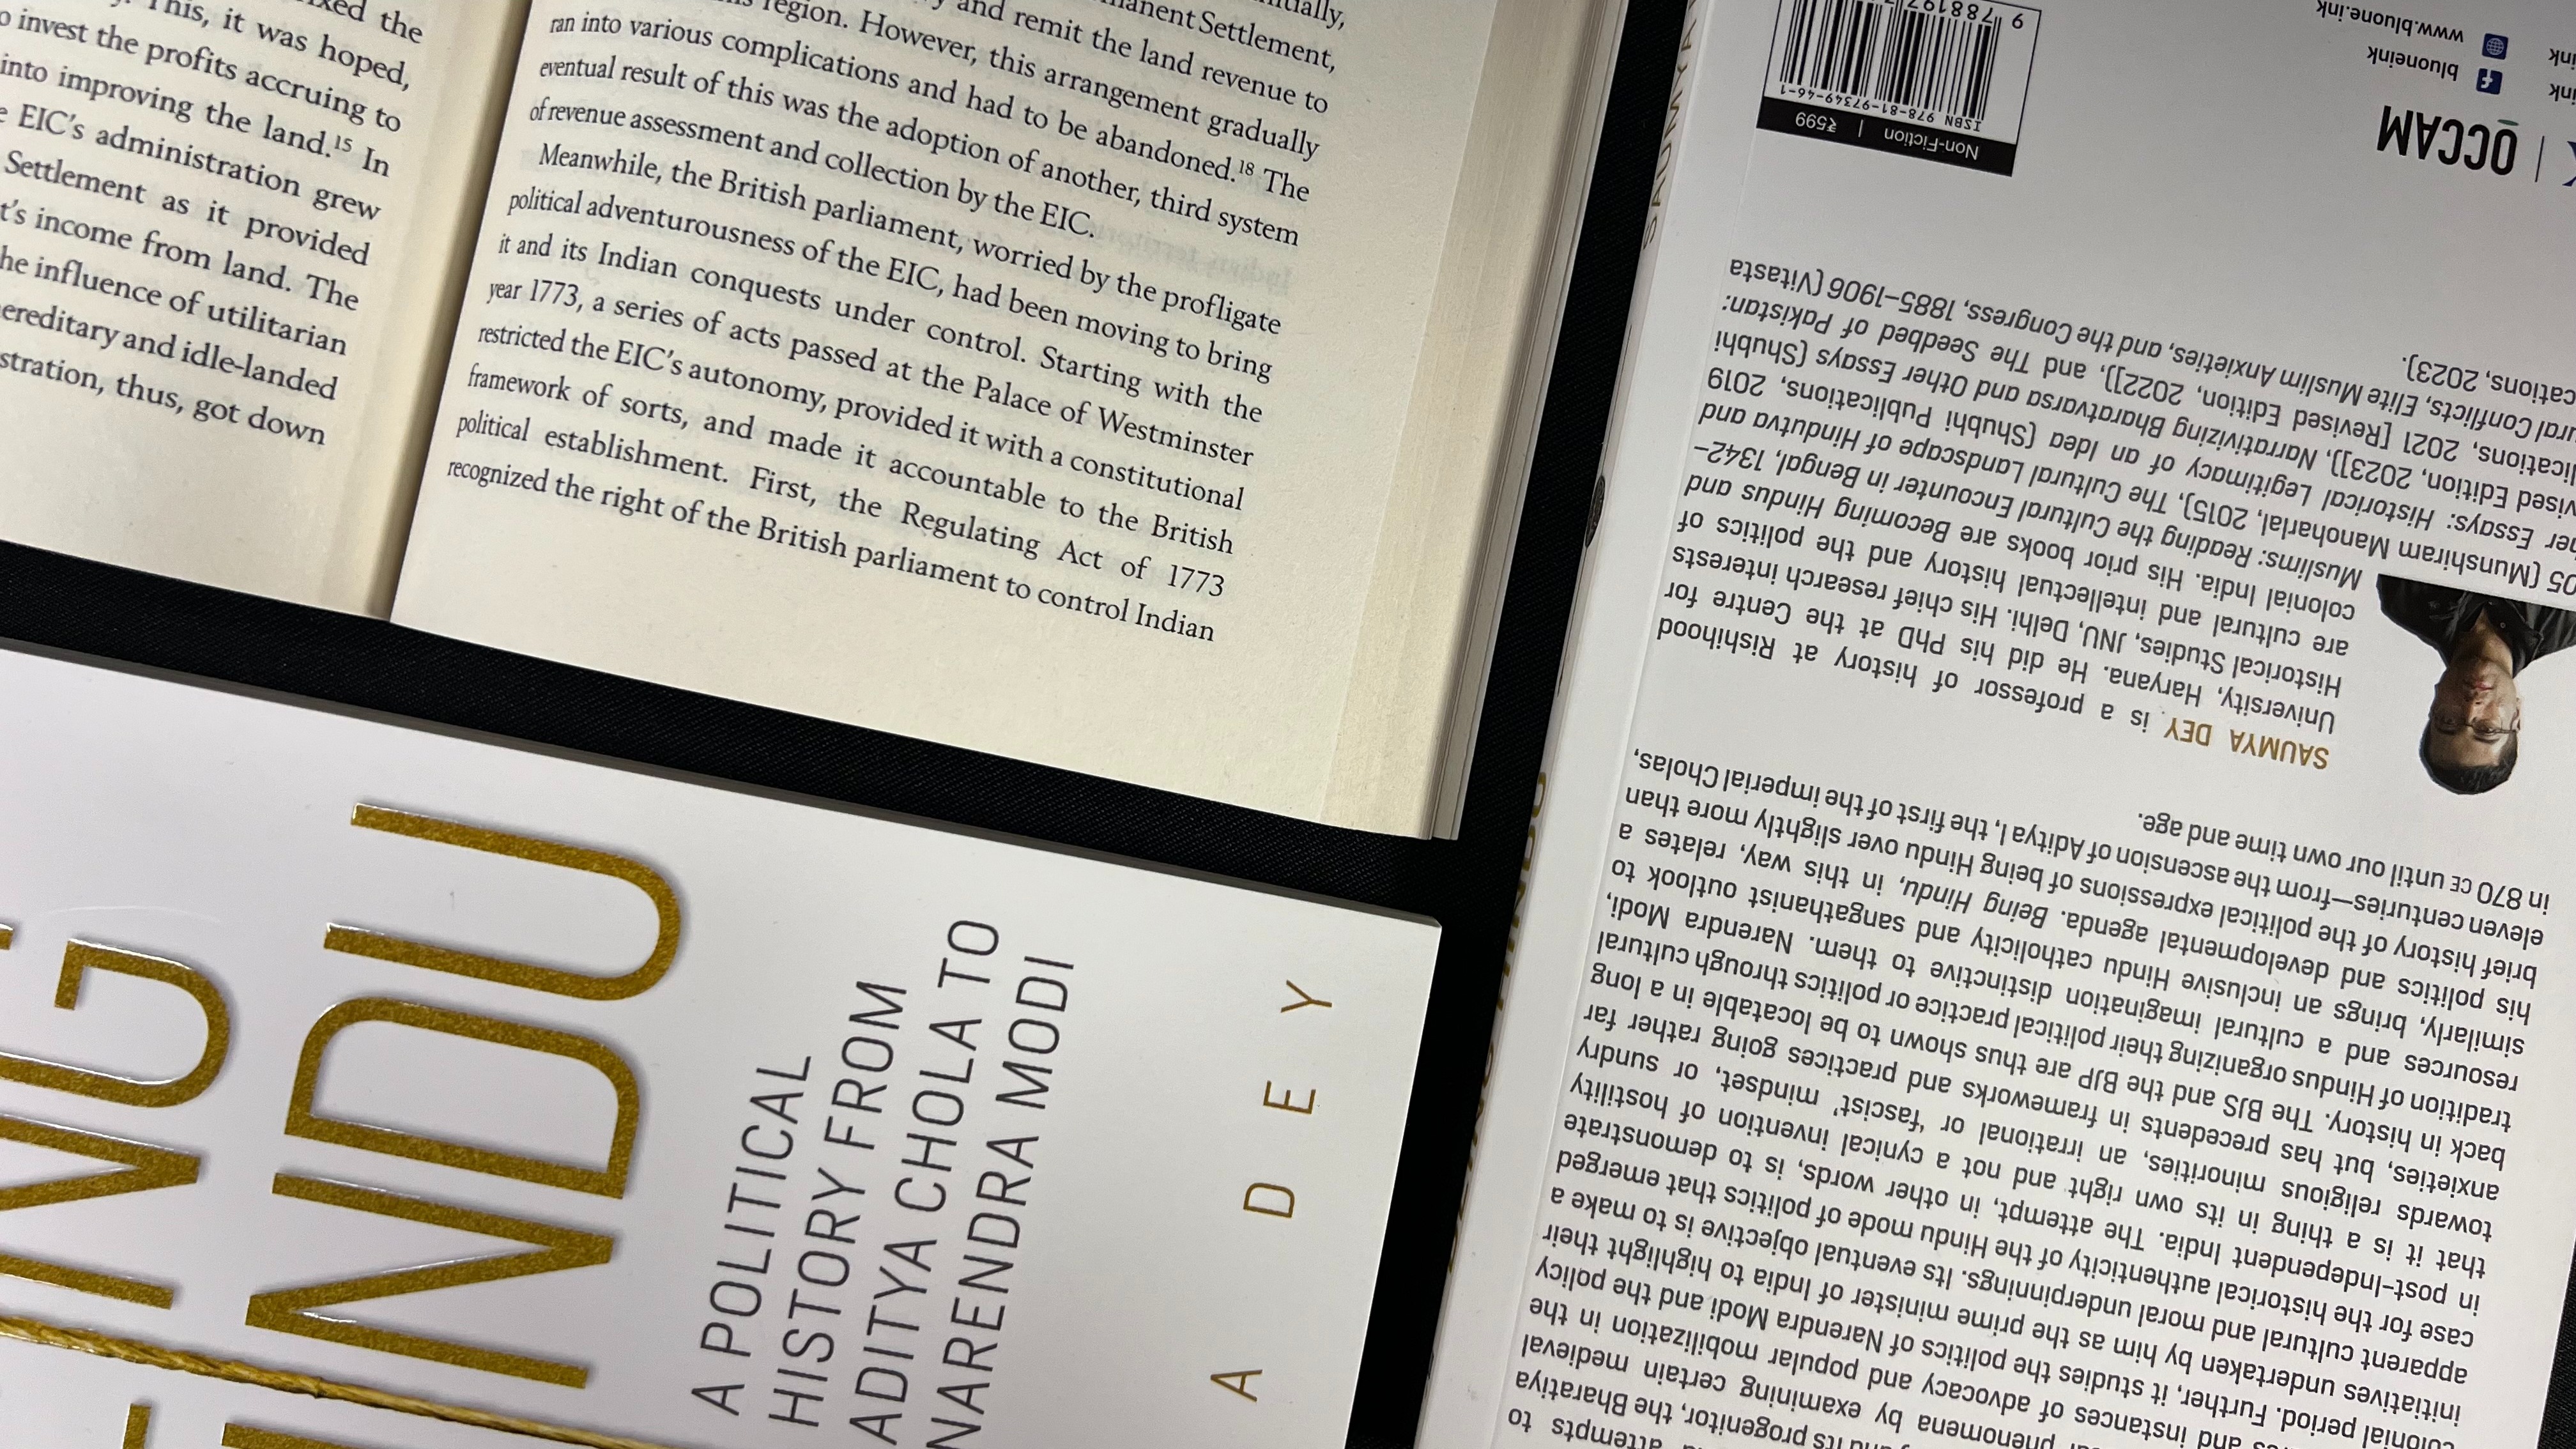 xed the
This, it was hoped,
o invest the profits accruing to
into improving the land.15 In
e EIC's administration grew
Settlement as it provided
t's income from land. The
he influence of utilitarian
ereditary and idle-landed
stration, thus, got down
tially,
manent Settlement,
and remit the land revenue to
region. However, this arrangement gradually
ran into various complications and had to be abandoned.18 The
eventual result of this was the adoption of another, third system
of revenue assessment and collection by the EIC.
Meanwhile, the British parliament, worried by the profligate
political adventurousness of the EIC, had been moving to bring
it and its Indian conquests under control. Starting with the
year 1773, a series of acts passed at the Palace of Westminster
restricted the EIC's autonomy, provided it with a constitutional
framework of sorts, and made it accountable to the British
political establishment. First, the Regulating Act of 1773
recognized the right of the British parliament to control Indian
NG
NDU
A POLITICAL
HISTORY FROM
ADITYA CHOLA TO
NARENDRA MODI
A DEY
attempts to
its progenitor, the Bharatiya
phenomena by examining certain medieval
es and instances of advocacy and popular mobilization in the
colonial period. Further, it studies the politics of Narendra Modi and the policy
initiatives undertaken by him as the prime minister of India to highlight their
apparent cultural and moral underpinnings. Its eventual objective is to make a
case for the historical authenticity of the Hindu mode of politics that emerged
in post-Independent India. The attempt, in other words, is to demonstrate
that it is a thing in its own right and not a cynical invention of hostility
towards religious minorities, an irrational or 'fascist' mindset, or sundry
anxieties, but has precedents in frameworks and practices going rather far
back in history. The BJS and the BJP are thus shown to be locatable in a long
tradition of Hindus organizing their political practice or politics through cultural
resources and a cultural imagination distinctive to them. Narendra Modi,
similarly, brings an inclusive Hindu catholicity and sangathanist outlook to
his politics and developmental agenda. Being Hindu, in this way, relates a
brief history of the political expressions of being Hindu over slightly more than
eleven centuries—from the ascension of Aditya I, the first of the imperial Cholas,
in 870 CE until our own time and age.
SAUMYA DEY is a professor of history at Rishihood
University, Haryana. He did his PhD at the Centre for
Historical Studies, JNU, Delhi. His chief research interests
are cultural and intellectual history and the politics of
colonial India. His prior books are Becoming Hindus and
Muslims: Reading the Cultural Encounter in Bengal, 1342–
05 (Munshiram Manoharlal, 2015), The Cultural Landscape of Hindutva and
her Essays: Historical Legitimacy of an Idea (Shubhi Publications, 2019
vised Edition, 2023]), Narrativizing Bharatvarsa and Other Essays (Shubhi
lications, 2021 [Revised Edition, 2022]), and The Seedbed of Pakistan:
ural Conflicts, Elite Muslim Anxieties, and the Congress, 1885–1906 (Vitasta
cations, 2023).
OCCAM
bluoneink
www.bluone.ink
Non-Fiction | ₹599
ISBN 978-81-97349-46-1
9 788197